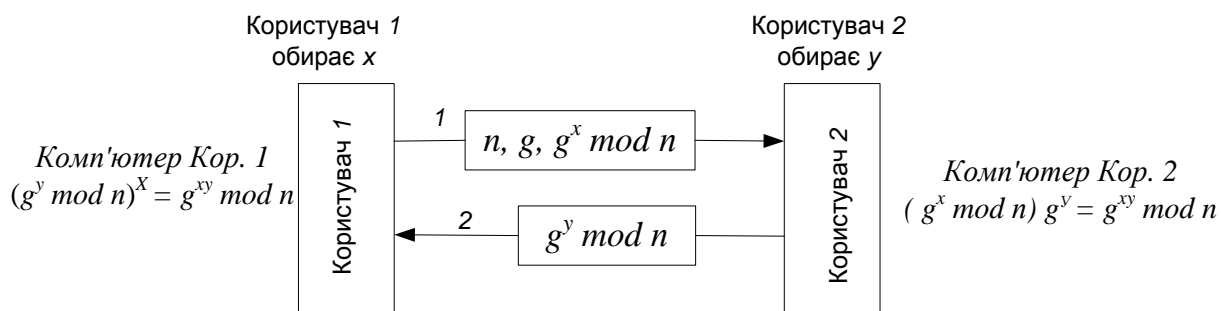 Користувач 1
обирає x
Користувач 2
обирає y
Користувач 1
1
n, g, g^x mod n
Користувач 2
Комп'ютер Кор. 1
(g^y mod n)^X = g^xy mod n
Комп'ютер Кор. 2
( g^x mod n) g^y = g^xy mod n
2
g^y mod n